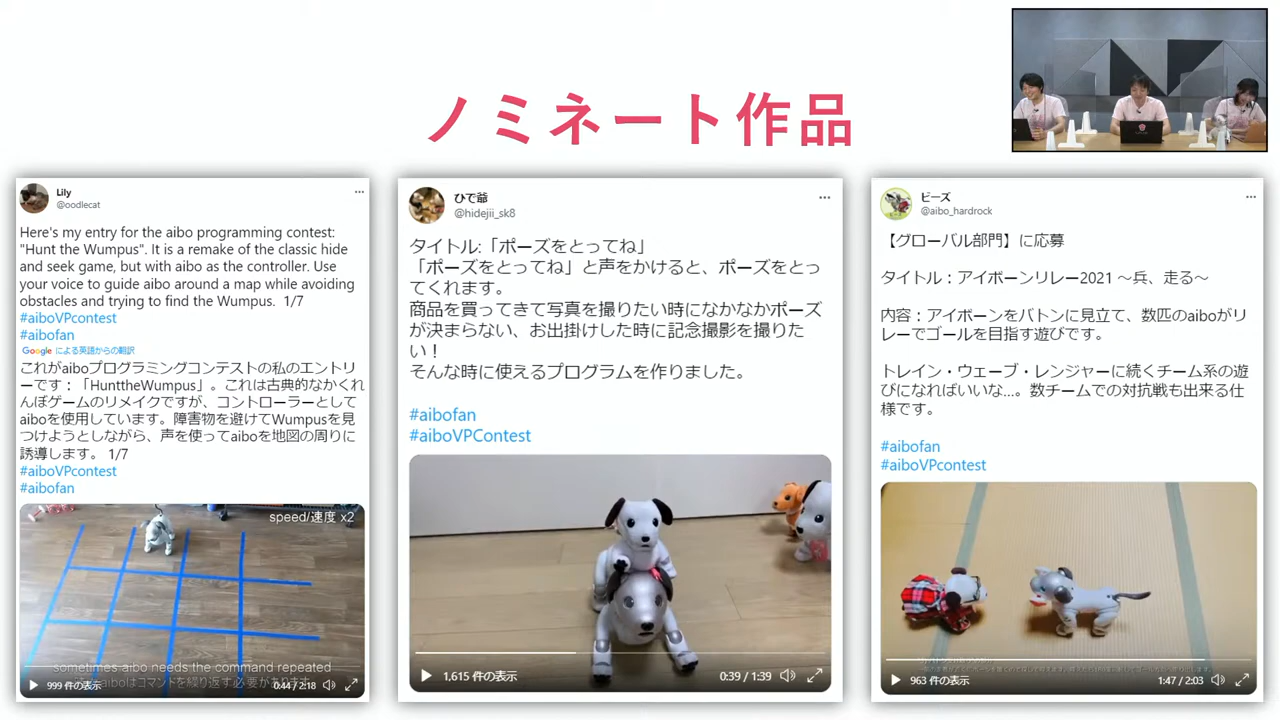 ノミネート作品
Lily
@oodlecat
Here's my entry for the aibo programming contest:
"Hunt the Wumpus". It is a remake of the classic hide
and seek game, but with aibo as the controller. Use
your voice to guide aibo around a map while avoiding
obstacles and trying to find the Wumpus. 1/7
#aiboVPcontest
#aibofan
Google による英語からの翻訳
これがaiboプログラミングコンテストの私のエントリ
ーです：「HunttheWumpus」。これは古典的なかくれ
んぼゲームのリメイクですが、コントローラーとして
aiboを使用しています。障害物を避けてWumpusを見
つけようとしながら、声を使ってaiboを地図の周りに
誘導します。 1/7
#aiboVPcontest
#aibofan
speed/速度 x2
sometimes aibo needs the command repeated
aiboはコマンドを繰り返す必要があります
999 件の表示
0:44 / 2:18
ひで爺
@hidejii_sk8
タイトル:「ポーズをとってね」
「ポーズをとってね」と声をかけると、ポーズをとっ
てくれます。
商品を買ってきて写真を撮りたい時になかなかポーズ
が決まらない、お出掛けした時に記念撮影を撮りた
い！
そんな時に使えるプログラムを作りました。
#aibofan
#aiboVPContest
1,615 件の表示
0:39 / 1:39
ビーズ
@aibo_hardrock
【グローバル部門】に応募
タイトル：アイボーンリレー2021 ～兵、走る～
内容：アイボーンをバトンに見立て、数匹のaiboがリ
レーでゴールを目指す遊びです。
トレイン・ウェーブ・レンジャーに続くチーム系の遊
びになればいいな…。数チームでの対抗戦も出来る仕
様です。
#aibofan
#aiboVPcontest
963 件の表示
1:47 / 2:03